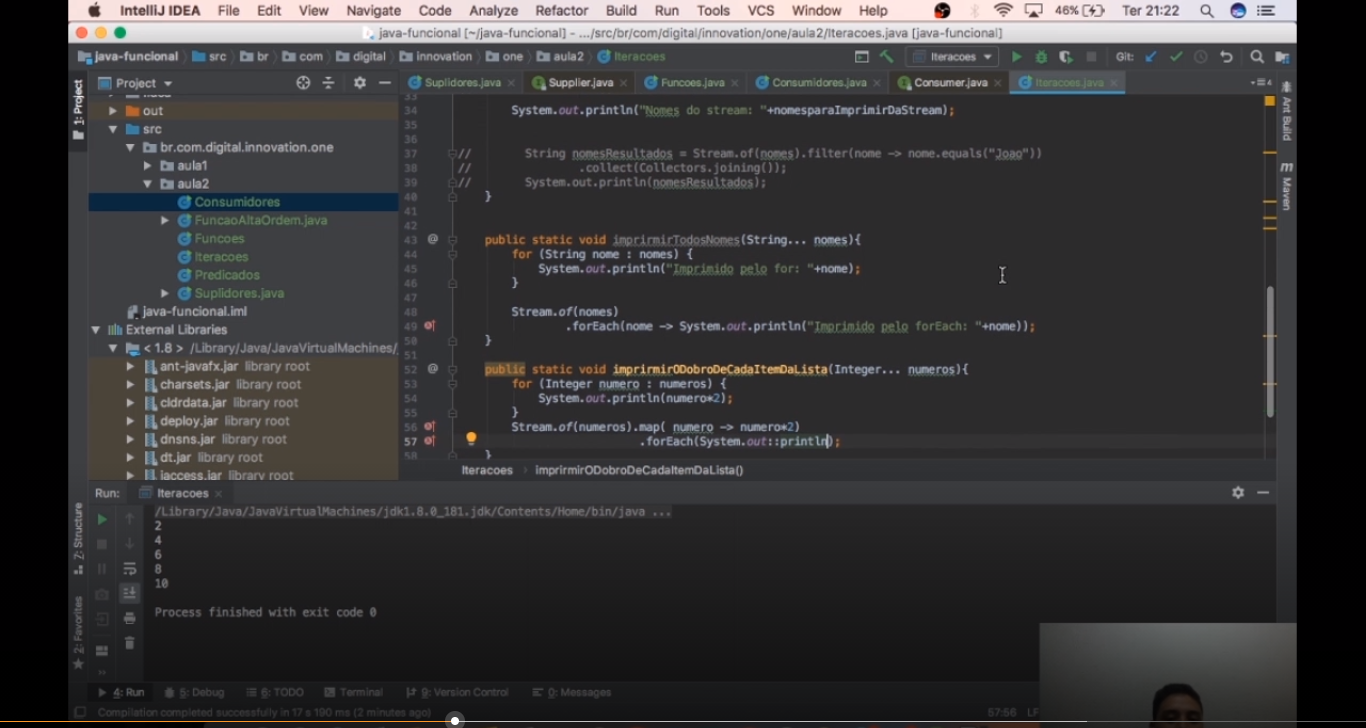 IntelliJ IDEA File Edit View Navigate Code Analyze Refactor Build Run Tools VCS Window Help 46% Ter 21:22
java-funcional [~/java-funcional] - .../src/br/com/digital/innovation/one/aula2/Iteracoes.java [java-funcional]
java-funcional src br com digital innovation one aula2 Iteracoes Iteracoes Git:
1: Project
Project
Suplidores.java Supplier.java Funcoes.java Consumidores.java Consumer.java Iteracoes.java
out
src
br.com.digital.innovation.one
aula1
aula2
Consumidores
FuncaoAltaOrdem.java
Funcoes
Iteracoes
Predicados
Suplidores.java
java-funcional.iml
External Libraries
< 1.8 > /Library/Java/JavaVirtualMachines/
ant-javafx.jar library root
charsets.jar library root
cldrdata.jar library root
deploy.jar library root
dnsns.jar library root
dt.jar library root
jaccess.jar library root
33
34 System.out.println("Nomes do stream: "+nomesparaImprimirDaStream);
35
36
37 // String nomesResultados = Stream.of(nomes).filter(nome -> nome.equals("Joao"))
38 // .collect(Collectors.joining());
39 // System.out.println(nomesResultados);
40 }
41
42
43 @ public static void imprirmirTodosNomes(String... nomes){
44 for (String nome : nomes) {
45 System.out.println("Imprimido pelo for: "+nome);
46 }
47
48 Stream.of(nomes)
49 .forEach(nome -> System.out.println("Imprimido pelo forEach: "+nome));
50 }
51
52 @ public static void imprirmirODobroDeCadaItemDaLista(Integer... numeros){
53 for (Integer numero : numeros) {
54 System.out.println(numero*2);
55 }
56 Stream.of(numeros).map( numero -> numero*2)
57 .forEach(System.out::println);
58 }
Iteracoes imprirmirODobroDeCadaItemDaLista()
Ant Build
m Maven
Run: Iteracoes
/Library/Java/JavaVirtualMachines/jdk1.8.0_181.jdk/Contents/Home/bin/java ...
2
4
6
8
10
Process finished with exit code 0
7: Structure
2: Favorites
4: Run 5: Debug 6: TODO Terminal 9: Version Control 0: Messages
Compilation completed successfully in 17 s 190 ms (2 minutes ago) 57:56 LF